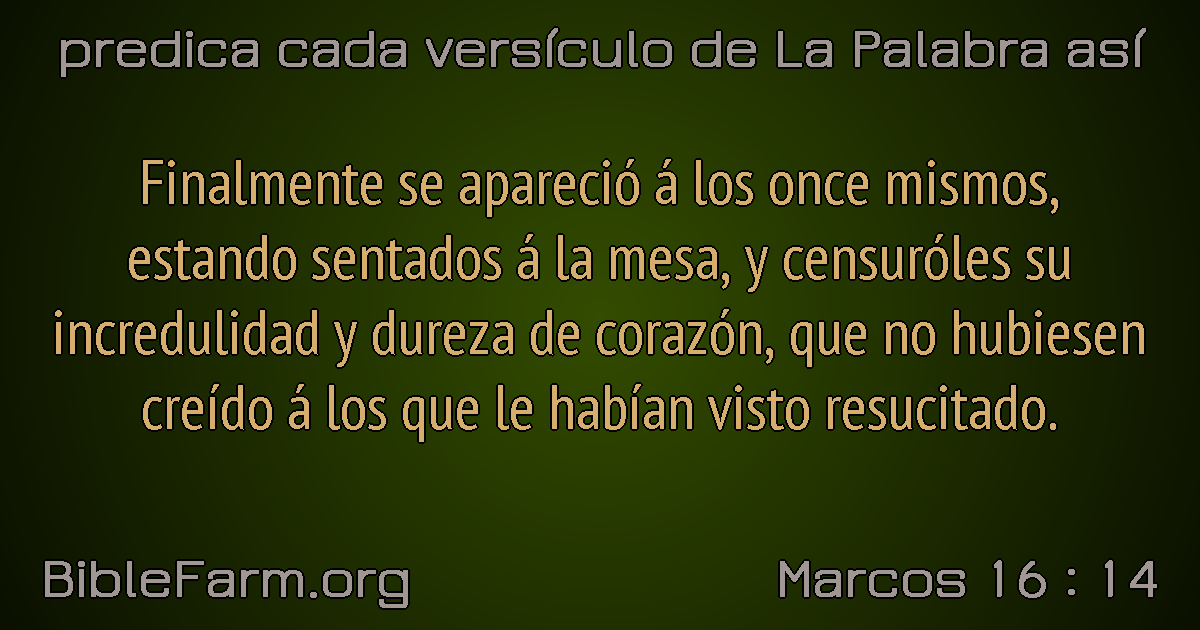 predica cada versículo de La Palabra así
Finalmente se apareció á los once mismos,
estando sentados á la mesa, y censuróles su
incredulidad y dureza de corazón, que no hubiesen
creído á los que le habían visto resucitado.
BibleFarm.org
Marcos 16 : 14